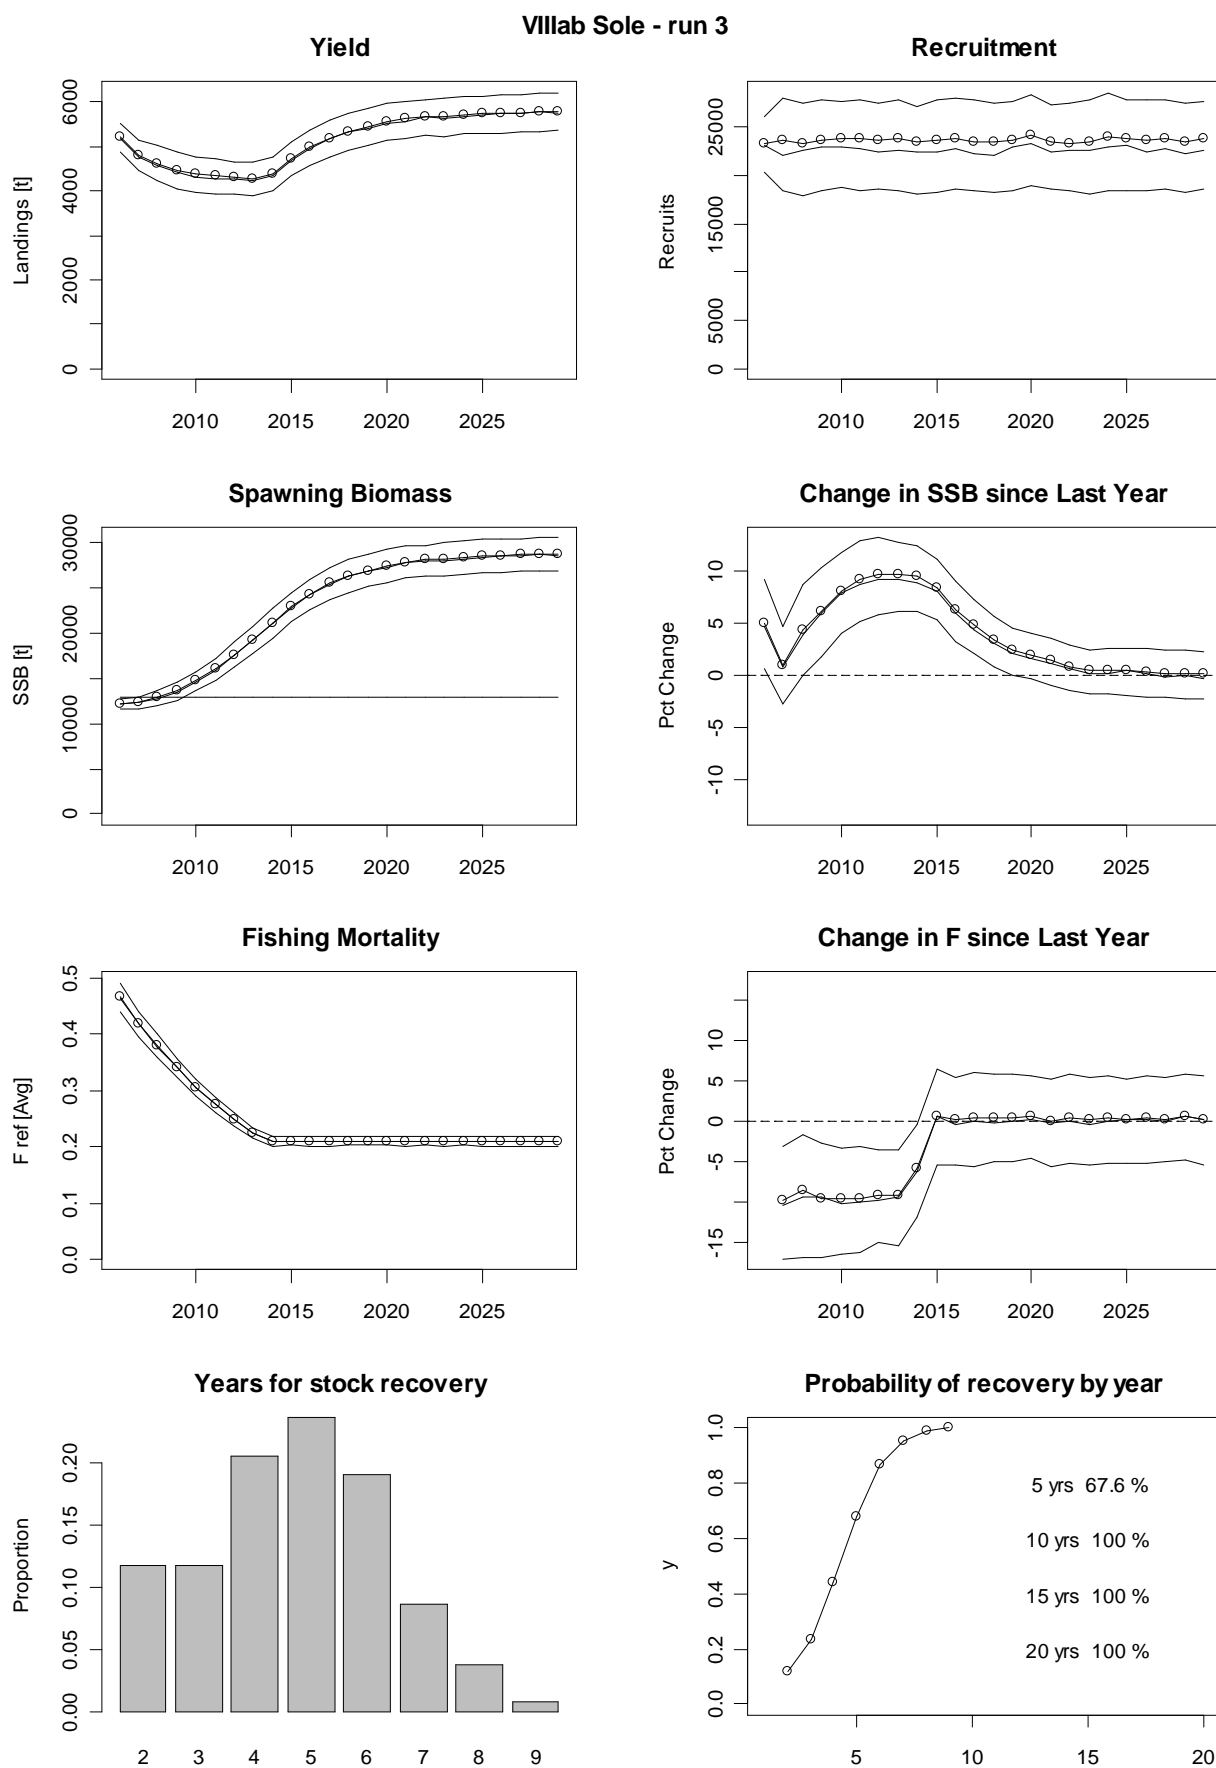 VIIIab Sole - run 3
Yield
Landings [t]
0 2000 4000 6000
2010 2015 2020 2025
Recruitment
Recruits
0 5000 15000 25000
2010 2015 2020 2025
Spawning Biomass
SSB [t]
0 10000 20000 30000
2010 2015 2020 2025
Change in SSB since Last Year
Pct Change
-10 -5 0 5 10
2010 2015 2020 2025
Fishing Mortality
F ref [Avg]
0.0 0.1 0.2 0.3 0.4 0.5
2010 2015 2020 2025
Change in F since Last Year
Pct Change
-15 -5 0 5 10
2010 2015 2020 2025
Years for stock recovery
Proportion
0.00 0.05 0.10 0.15 0.20
2 3 4 5 6 7 8 9
Probability of recovery by year
y
0.0 0.2 0.4 0.6 0.8 1.0
5 yrs 67.6 %
10 yrs 100 %
15 yrs 100 %
20 yrs 100 %
5 10 15 20